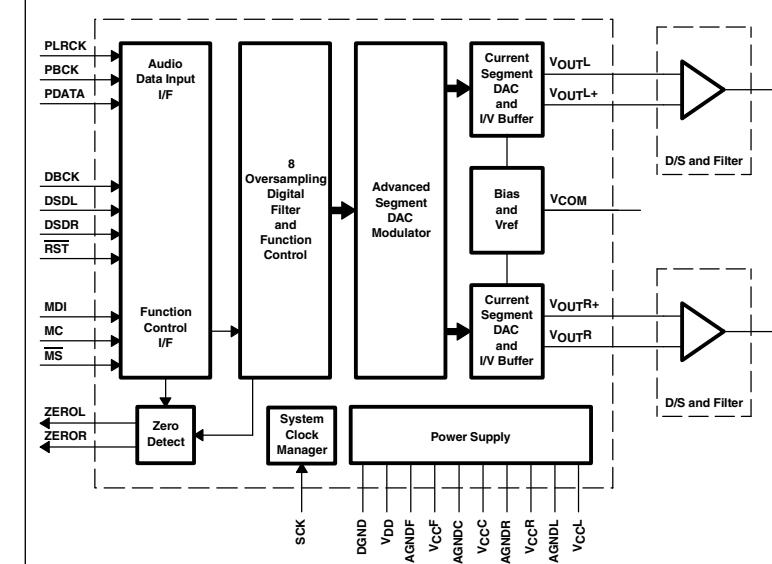 PLRCK
PBCK
PDATA
DBCK
DSDL
DSDR
RST
MDI
MC
MS
ZEROL
ZEROR
Audio
Data Input
I/F
Function
Control
I/F
8
Oversampling
Digital
Filter
and
Function
Control
Advanced
Segment
DAC
Modulator
Current
Segment
DAC
and
I/V Buffer
Bias
and
Vref
Current
Segment
DAC
and
I/V Buffer
VOUTL
VOUTL+
VCOM
VOUTR+
VOUTR
D/S and Filter
D/S and Filter
Zero
Detect
System
Clock
Manager
Power Supply
SCK
DGND
VDD
AGNDF
VCCF
AGNDC
VCCC
AGNDR
VCCR
AGNDL
VCCL